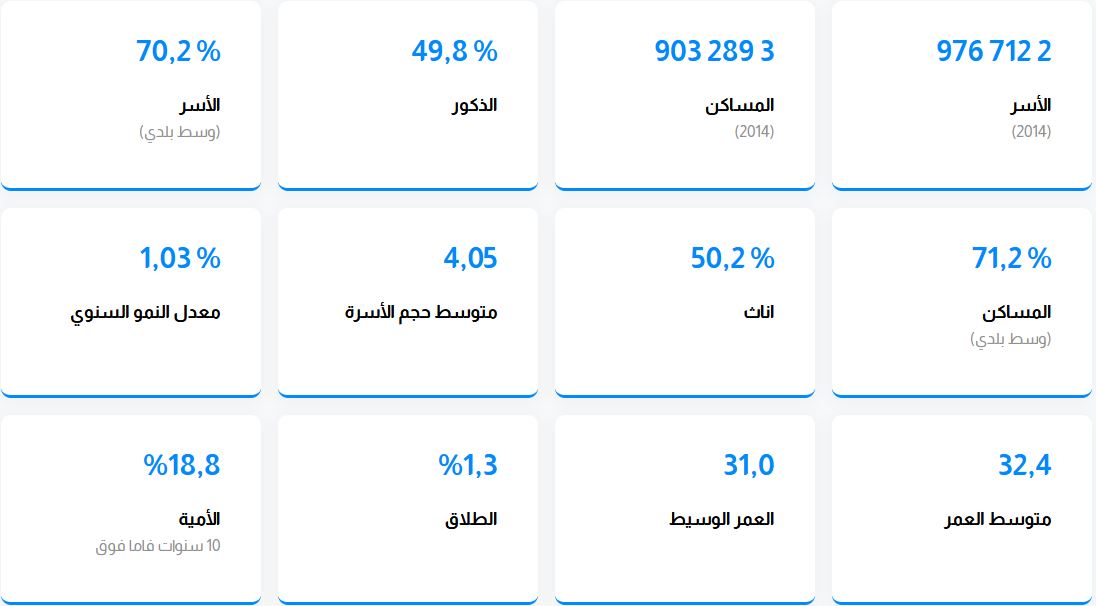 976 712 2
الأسر
(2014)
903 289 3
المساكن
(2014)
49,8 %
الذكور
70,2 %
الأسر
(وسط بلدي)
71,2 %
المساكن
(وسط بلدي)
50,2 %
اناث
4,05
متوسط حجم الأسرة
1,03 %
معدل النمو السنوي
32,4
متوسط العمر
31,0
العمر الوسيط
%1,3
الطلاق
%18,8
الأمية
10 سنوات فاما فوق